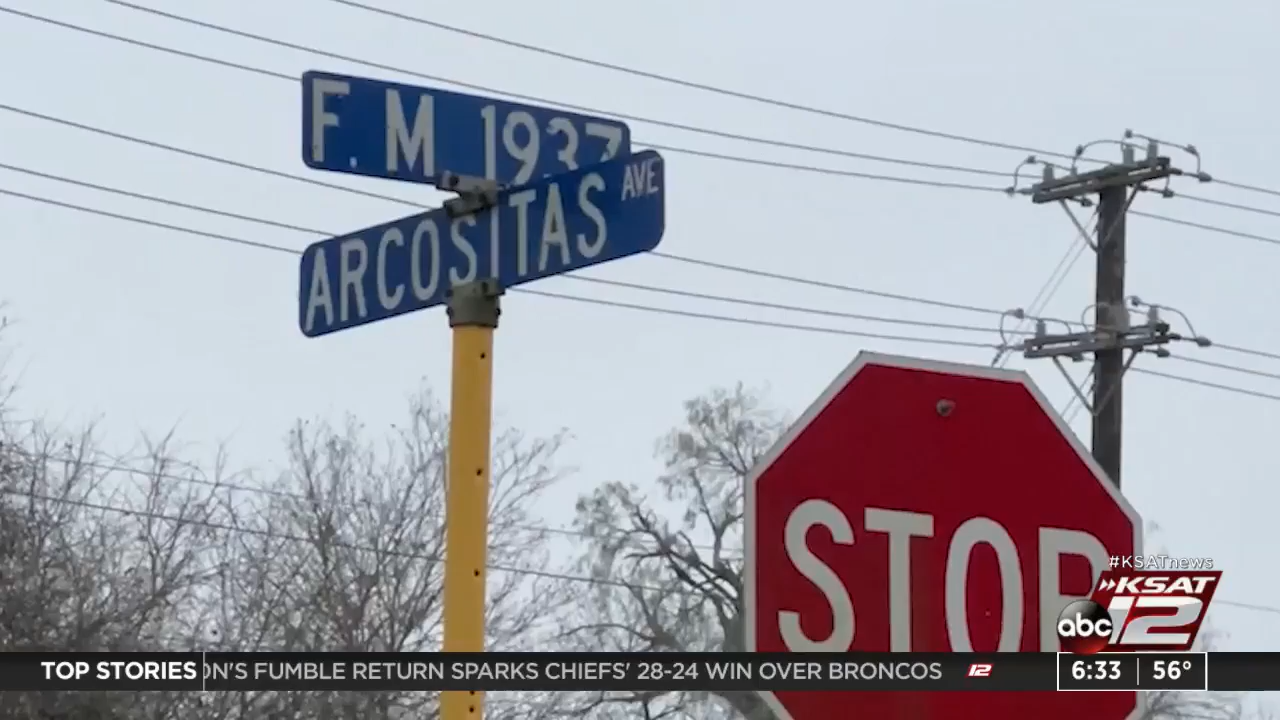 F. M 1937
ARCOSITAS AVE
STOP
#KSATnews
KSAT
abc 12
TOP STORIES ON'S FUMBLE RETURN SPARKS CHIEFS' 28-24 WIN OVER BRONCOS 12 6:33 56°